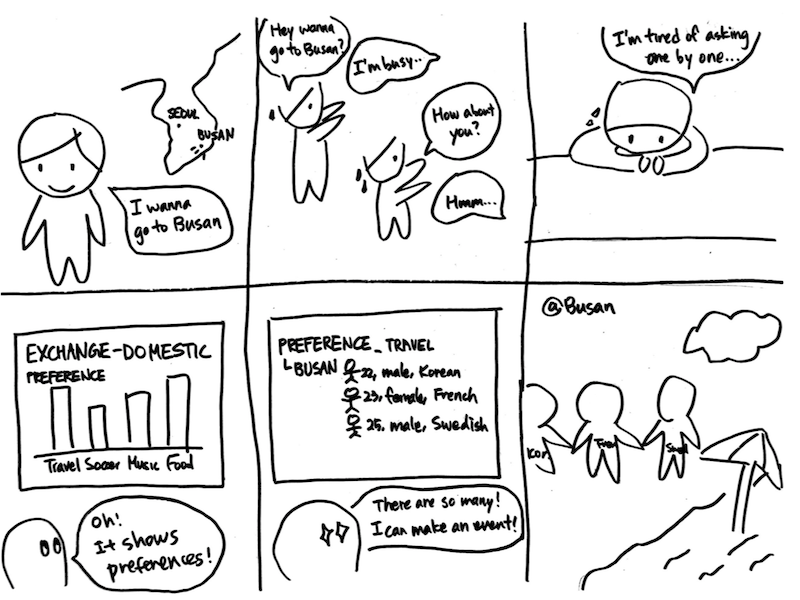 SEOUL
BUSAN
I wanna
go to Busan
Hey wanna
go to Busan?
I'm busy..
How about
you?
Hmm...
I'm tired of asking
one by one...
EXCHANGE-DOMESTIC
PREFERENCE
Travel Soccer Music Food
Oh!
It shows
preferences!
PREFERENCE_TRAVEL
BUSAN 22, male, Korean
23, female, French
25. male, Swedish
There are so many!
I can make an event!
@Busan
Kor